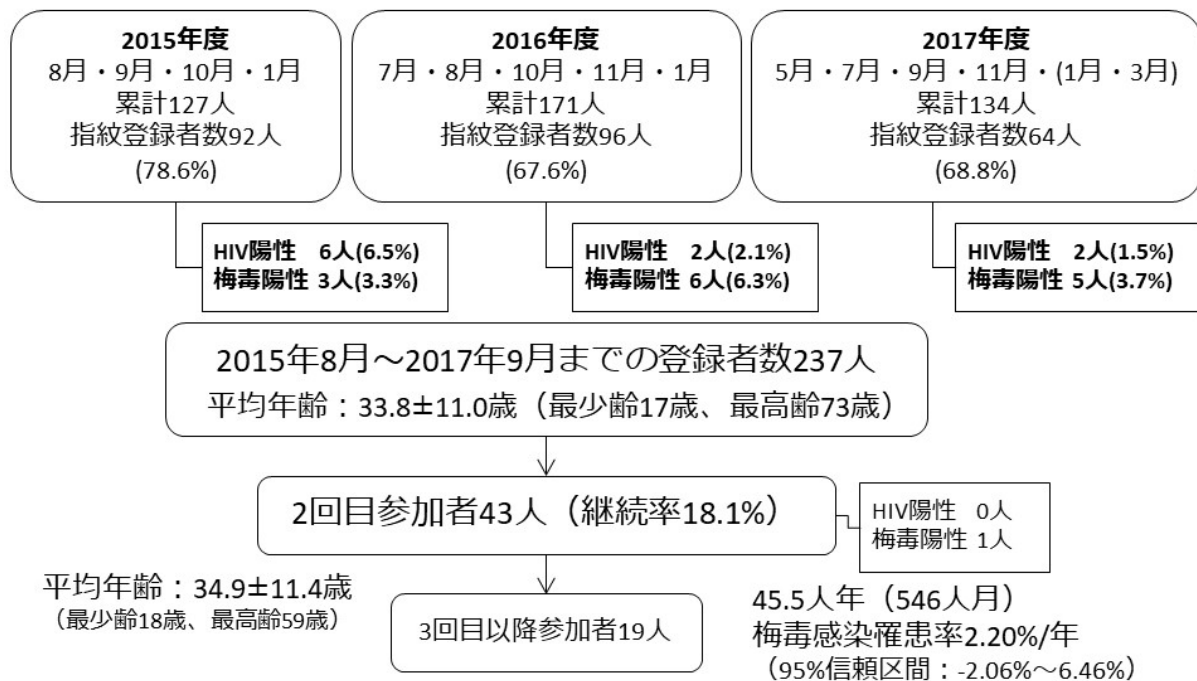 2015年度
8月・9月・10月・1月
累計127人
指紋登録者数92人
(78.6%)
2016年度
7月・8月・10月・11月・1月
累計171人
指紋登録者数96人
(67.6%)
2017年度
5月・7月・9月・11月・(1月・3月)
累計134人
指紋登録者数64人
(68.8%)
HIV陽性 6人(6.5%)
梅毒陽性 3人(3.3%)
HIV陽性 2人(2.1%)
梅毒陽性 6人(6.3%)
HIV陽性 2人(1.5%)
梅毒陽性 5人(3.7%)
2015年8月～2017年9月までの登録者数237人
平均年齢：33.8±11.0歳（最少齢17歳、最高齢73歳）
2回目参加者43人（継続率18.1%）
HIV陽性 0人
梅毒陽性 1人
平均年齢：34.9±11.4歳
（最少齢18歳、最高齢59歳）
3回目以降参加者19人
45.5人年（546人月）
梅毒感染罹患率2.20%/年
（95%信頼区間：-2.06%～6.46%）